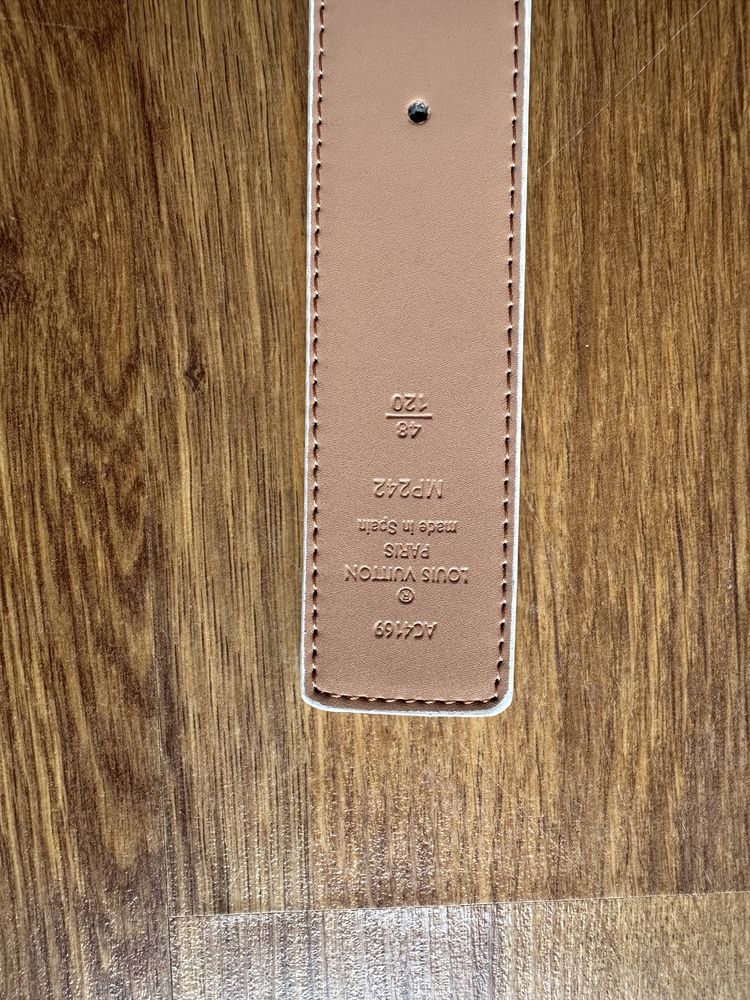 AC4169
®
LOUIS VUITTON
PARIS
made in Spain
MP242
48
120